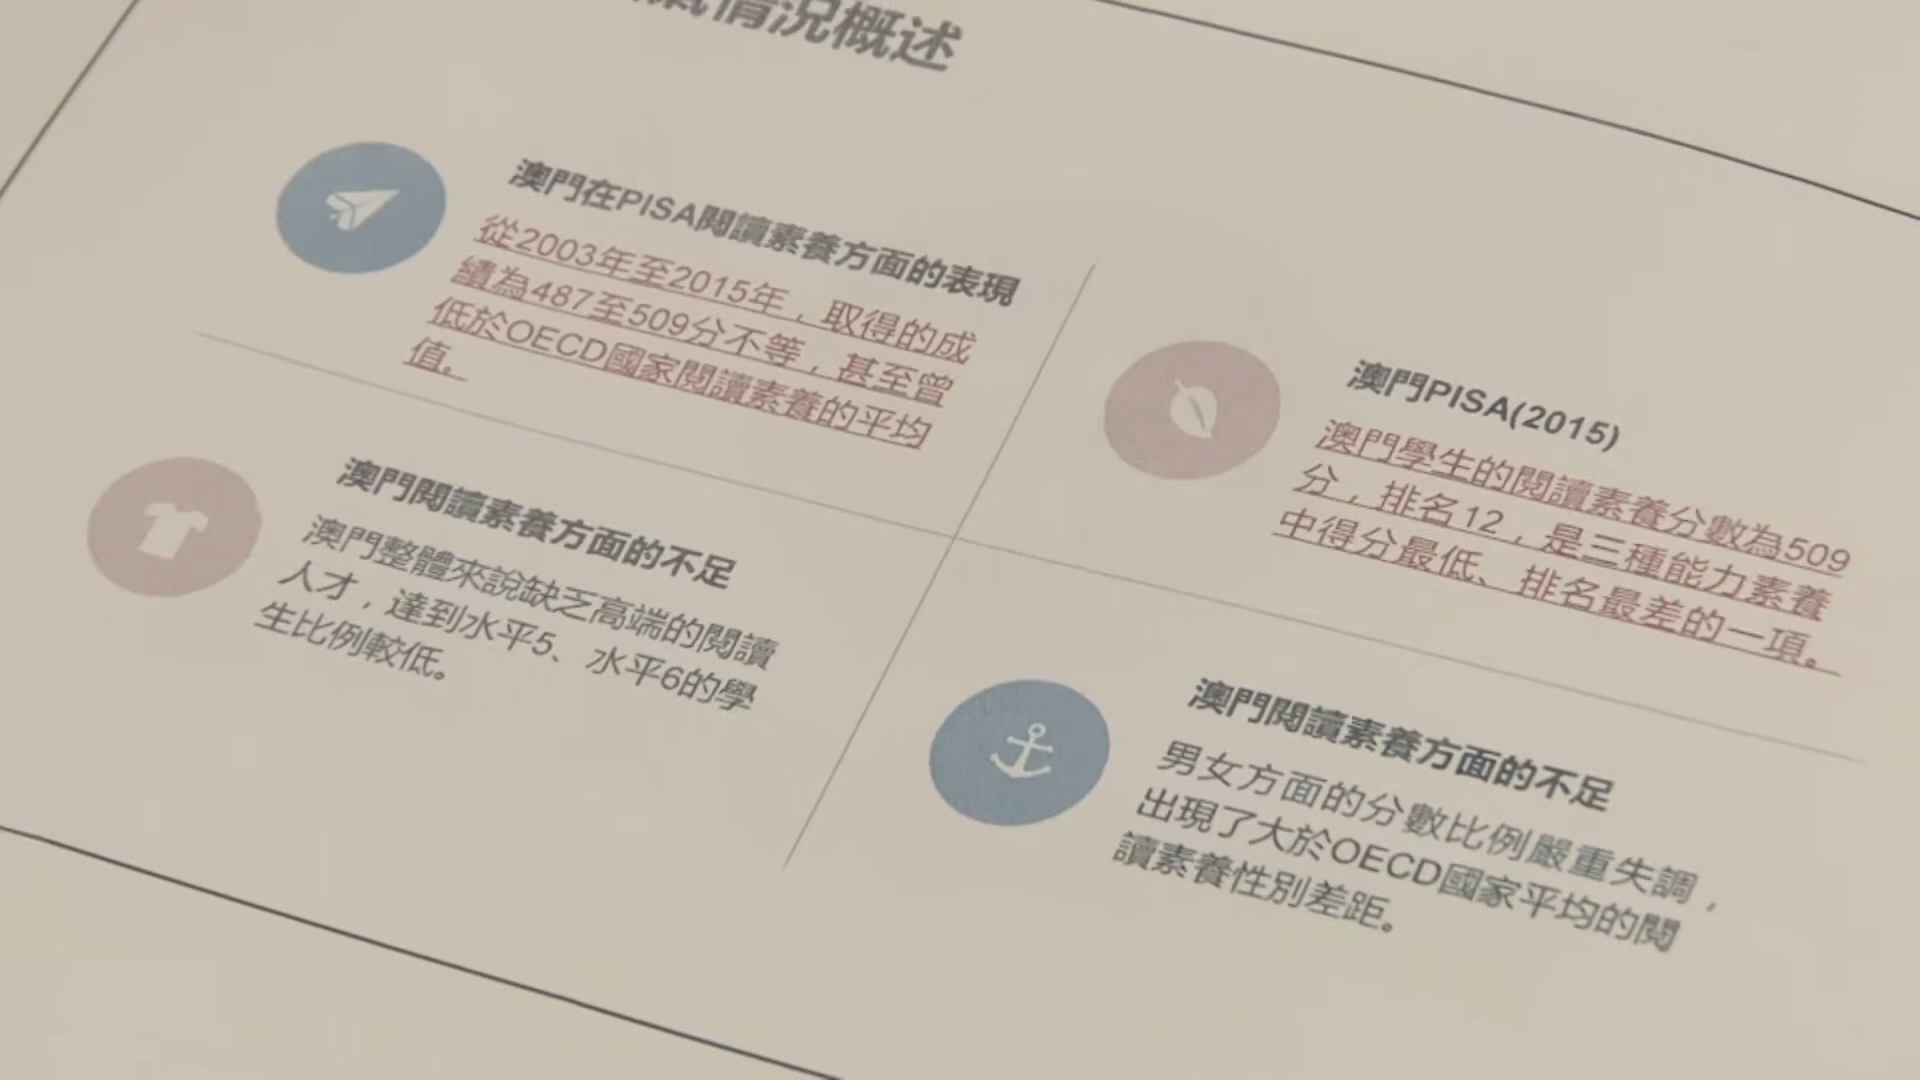 情況概述
澳門在PISA閱讀素養方面的表現
從2003年至2015年，取得的成
績為487至509分不等，甚至曾
低於OECD國家閱讀素養的平均
值。
澳門PISA(2015)
澳門學生的閱讀素養分數為509
分，排名12，是三種能力素養
中得分最低、排名最差的一項。
澳門閱讀素養方面的不足
澳門整體來說缺乏高端的閱讀
人才，達到水平5、水平6的學
生比例較低。
澳門閱讀素養方面的不足
男女方面的分數比例嚴重失調，
出現了大於OECD國家平均的閱
讀素養性別差距。